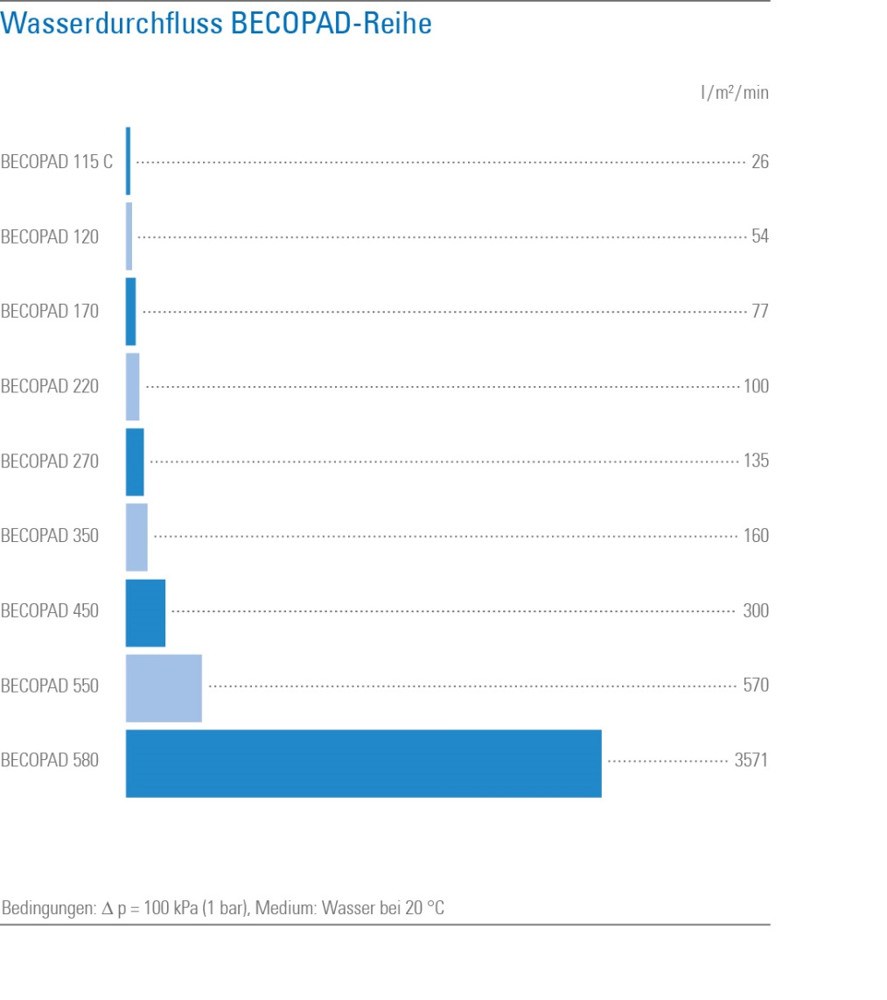 Wasserdurchfluss BECOPAD-Reihe
l/m²/min
BECOPAD 115 C 26
BECOPAD 120 54
BECOPAD 170 77
BECOPAD 220 100
BECOPAD 270 135
BECOPAD 350 160
BECOPAD 450 300
BECOPAD 550 570
BECOPAD 580 3571
Bedingungen: Δ p = 100 kPa (1 bar), Medium: Wasser bei 20 °C